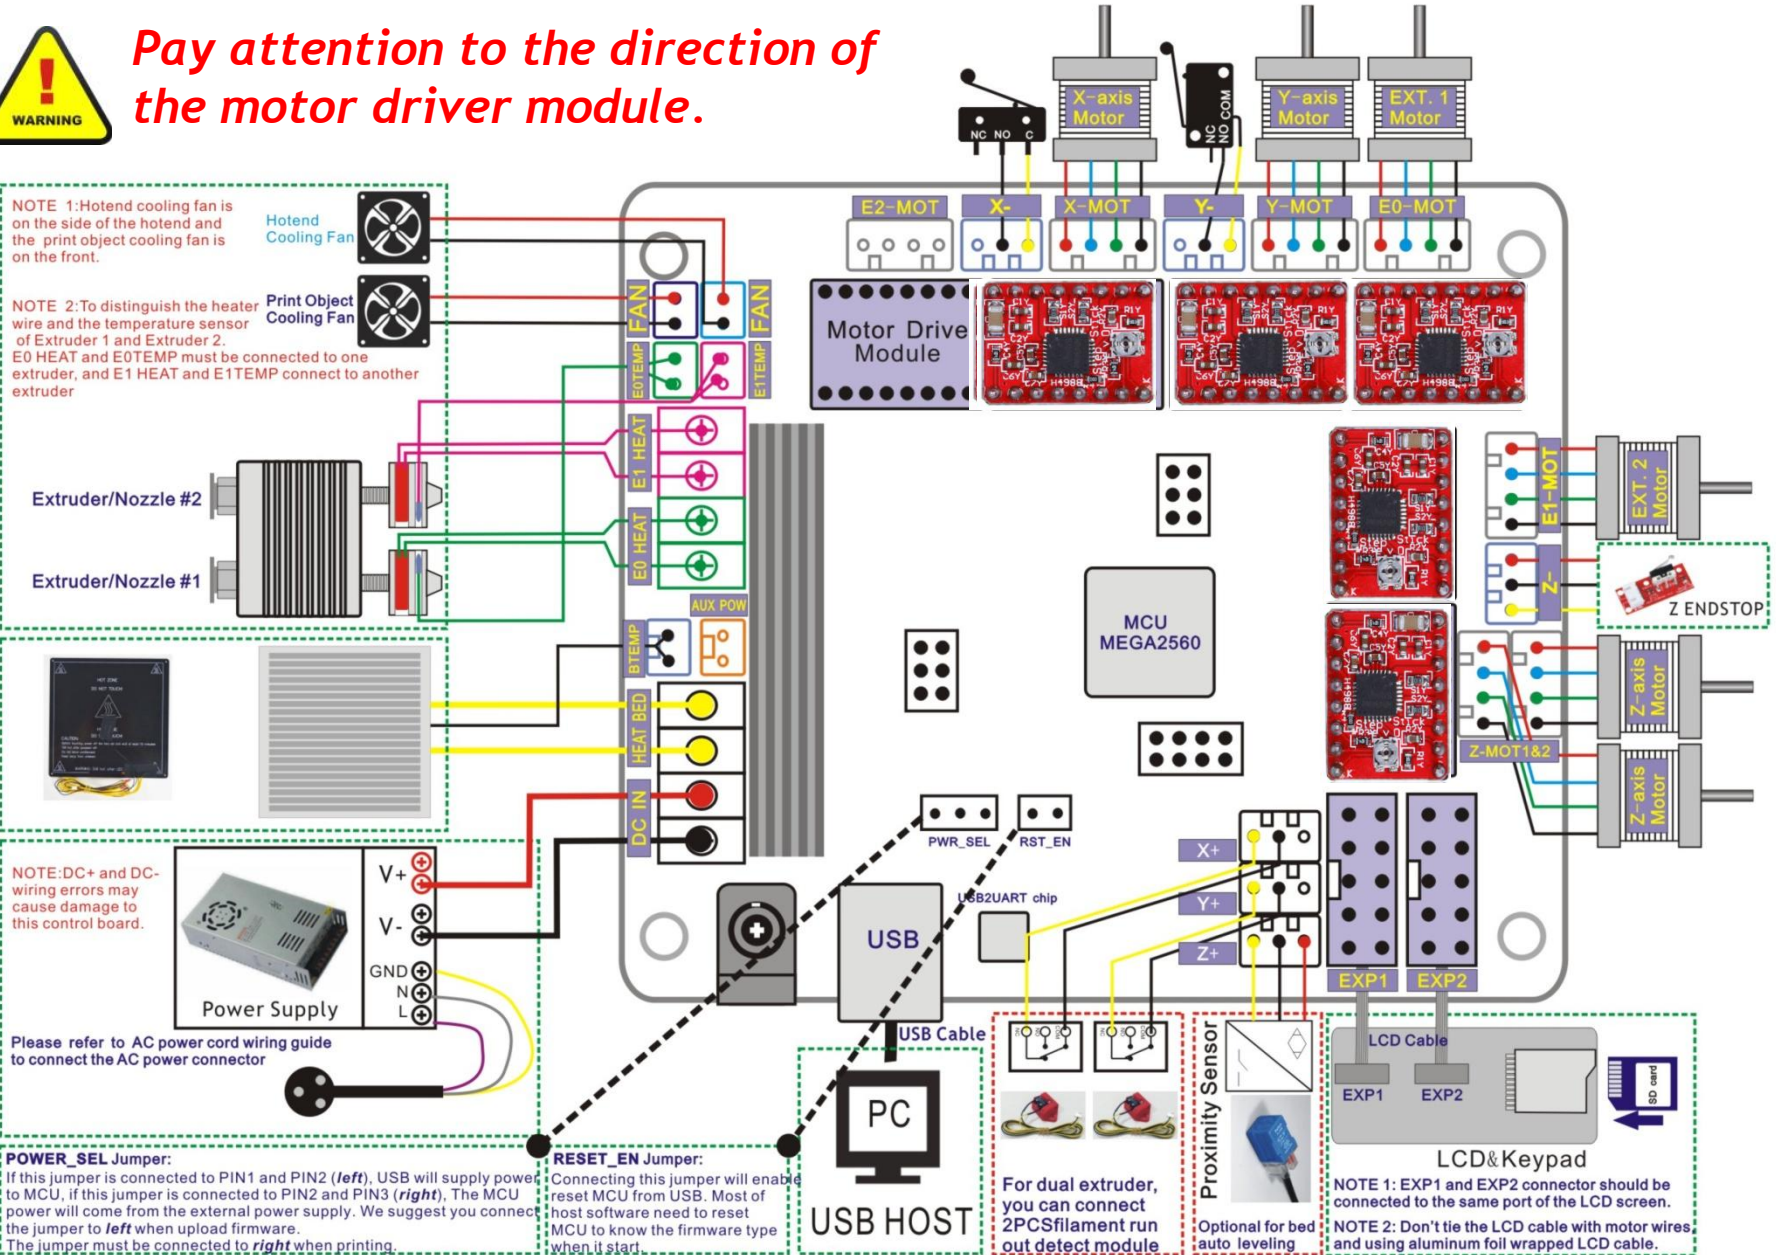 Pay attention to the direction of
the motor driver module.
WARNING
NC NO C
X-axis
Motor
NC
NO
COM
Y-axis
Motor
EXT. 1
Motor
NOTE 1:Hotend cooling fan is
on the side of the hotend and
the print object cooling fan is
on the front.
Hotend
Cooling Fan
NOTE 2:To distinguish the heater
wire and the temperature sensor
of Extruder 1 and Extruder 2.
E0 HEAT and E0TEMP must be connected to one
extruder, and E1 HEAT and E1TEMP connect to another
extruder
Print Object
Cooling Fan
E2-MOT
X-
X-MOT
Y-
Y-MOT
E0-MOT
FAN
FAN
E0TEMP
E1TEMP
Motor Drive
Module
E1 HEAT
E0 HEAT
Extruder/Nozzle #2
Extruder/Nozzle #1
AUX POW
BTEMP
HEAT BED
DC IN
HOT ZONE
DO NOT TOUCH
MCU
MEGA2560
E1-MOT
EXT. 2
Motor
Z-
Z ENDSTOP
Z-axis
Motor
Z-MOT1&2
Z-axis
Motor
PWR_SEL
RST_EN
X+
Y+
Z+
USB2UART chip
USB
EXP1
EXP2
NOTE:DC+ and DC-
wiring errors may
cause damage to
this control board.
V+
V-
GND
N
L
Power Supply
Please refer to AC power cord wiring guide
to connect the AC power connector
USB Cable
PC
USB HOST
POWER_SEL Jumper:
If this jumper is connected to PIN1 and PIN2 (left), USB will supply power
to MCU, if this jumper is connected to PIN2 and PIN3 (right), The MCU
power will come from the external power supply. We suggest you connect
the jumper to left when upload firmware.
The jumper must be connected to right when printing.
RESET_EN Jumper:
Connecting this jumper will enable
reset MCU from USB. Most of
host software need to reset
MCU to know the firmware type
when it start.
For dual extruder,
you can connect
2PCSfilament run
out detect module
Proximity Sensor
Optional for bed
auto leveling
LCD Cable
EXP1
EXP2
SD card
LCD&Keypad
NOTE 1: EXP1 and EXP2 connector should be
connected to the same port of the LCD screen.
NOTE 2: Don't tie the LCD cable with motor wires,
and using aluminum foil wrapped LCD cable.